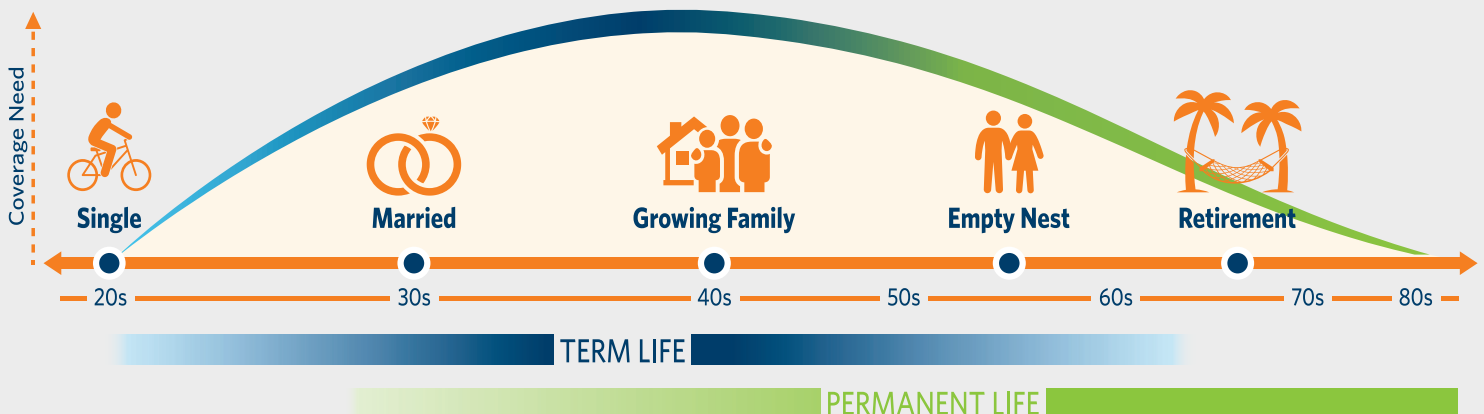 Coverage Need
Single
Married
Growing Family
Empty Nest
Retirement
20s
30s
40s
50s
60s
70s
80s
TERM LIFE
PERMANENT LIFE